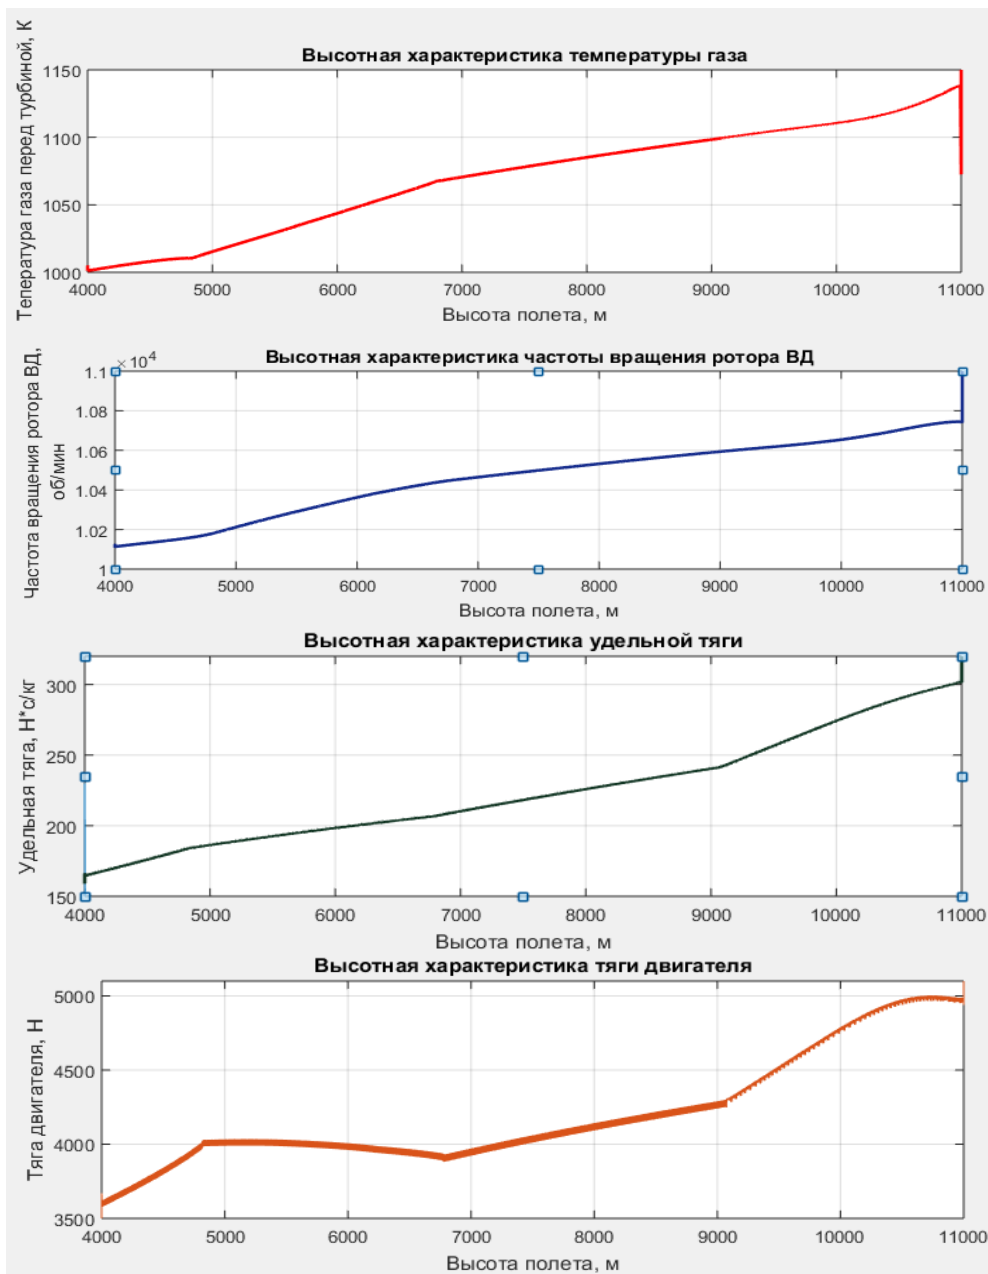 Высотная характеристика температуры газа
Тепература газа перед турбиной, К
1150
1100
1050
1000
4000 5000 6000 7000 8000 9000 10000 11000
Высота полета, м
Высотная характеристика частоты вращения ротора ВД
Частота вращения ротора ВД,
об/мин
×10⁴
1.1
1.08
1.06
1.04
1.02
1
4000 5000 6000 7000 8000 9000 10000 11000
Высота полета, м
Высотная характеристика удельной тяги
Удельная тяга, Н*с/кг
300
250
200
150
4000 5000 6000 7000 8000 9000 10000 11000
Высота полета, м
Высотная характеристика тяги двигателя
Тяга двигателя, Н
5000
4500
4000
3500
4000 5000 6000 7000 8000 9000 10000 11000
Высота полета, м